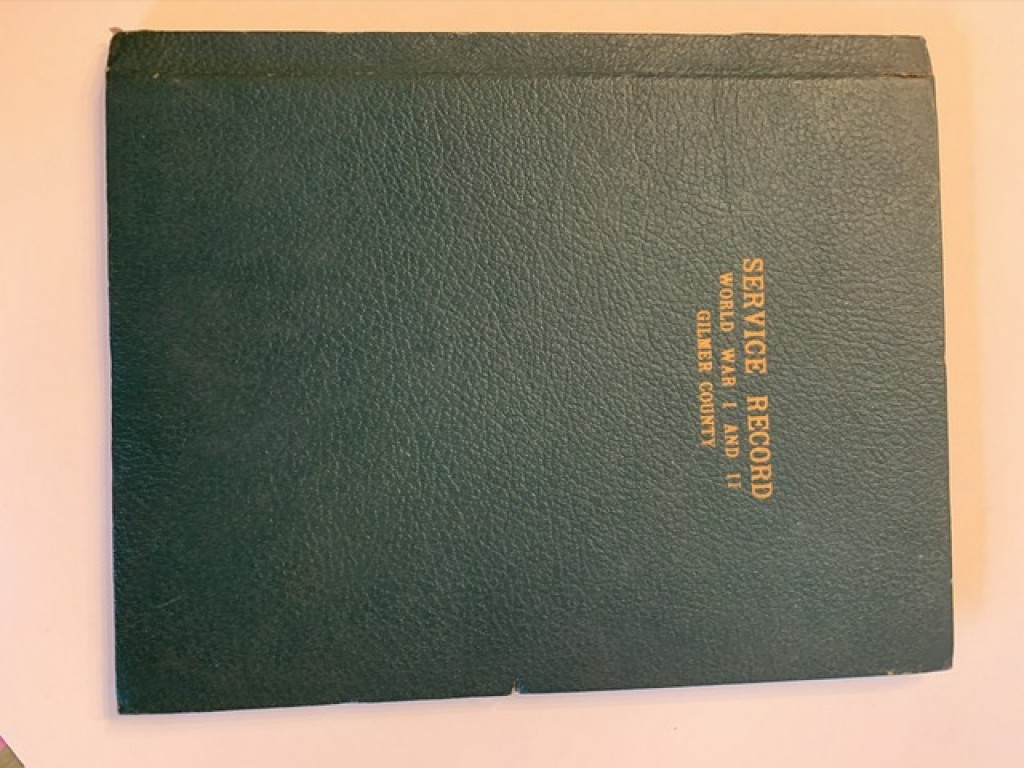 SERVICE RECORD
WORLD WAR I AND II
GILMER COUNTY